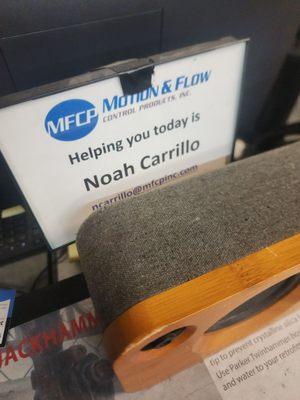 MFCP
MOTION & FLOW
CONTROL PRODUCTS, INC.
Helping you today is
Noah Carrillo
ncarrillo@mfcpinc.com
JACKHAMM
tip to prevent crystalline silica
Use Parker Twinhammer
and water to your